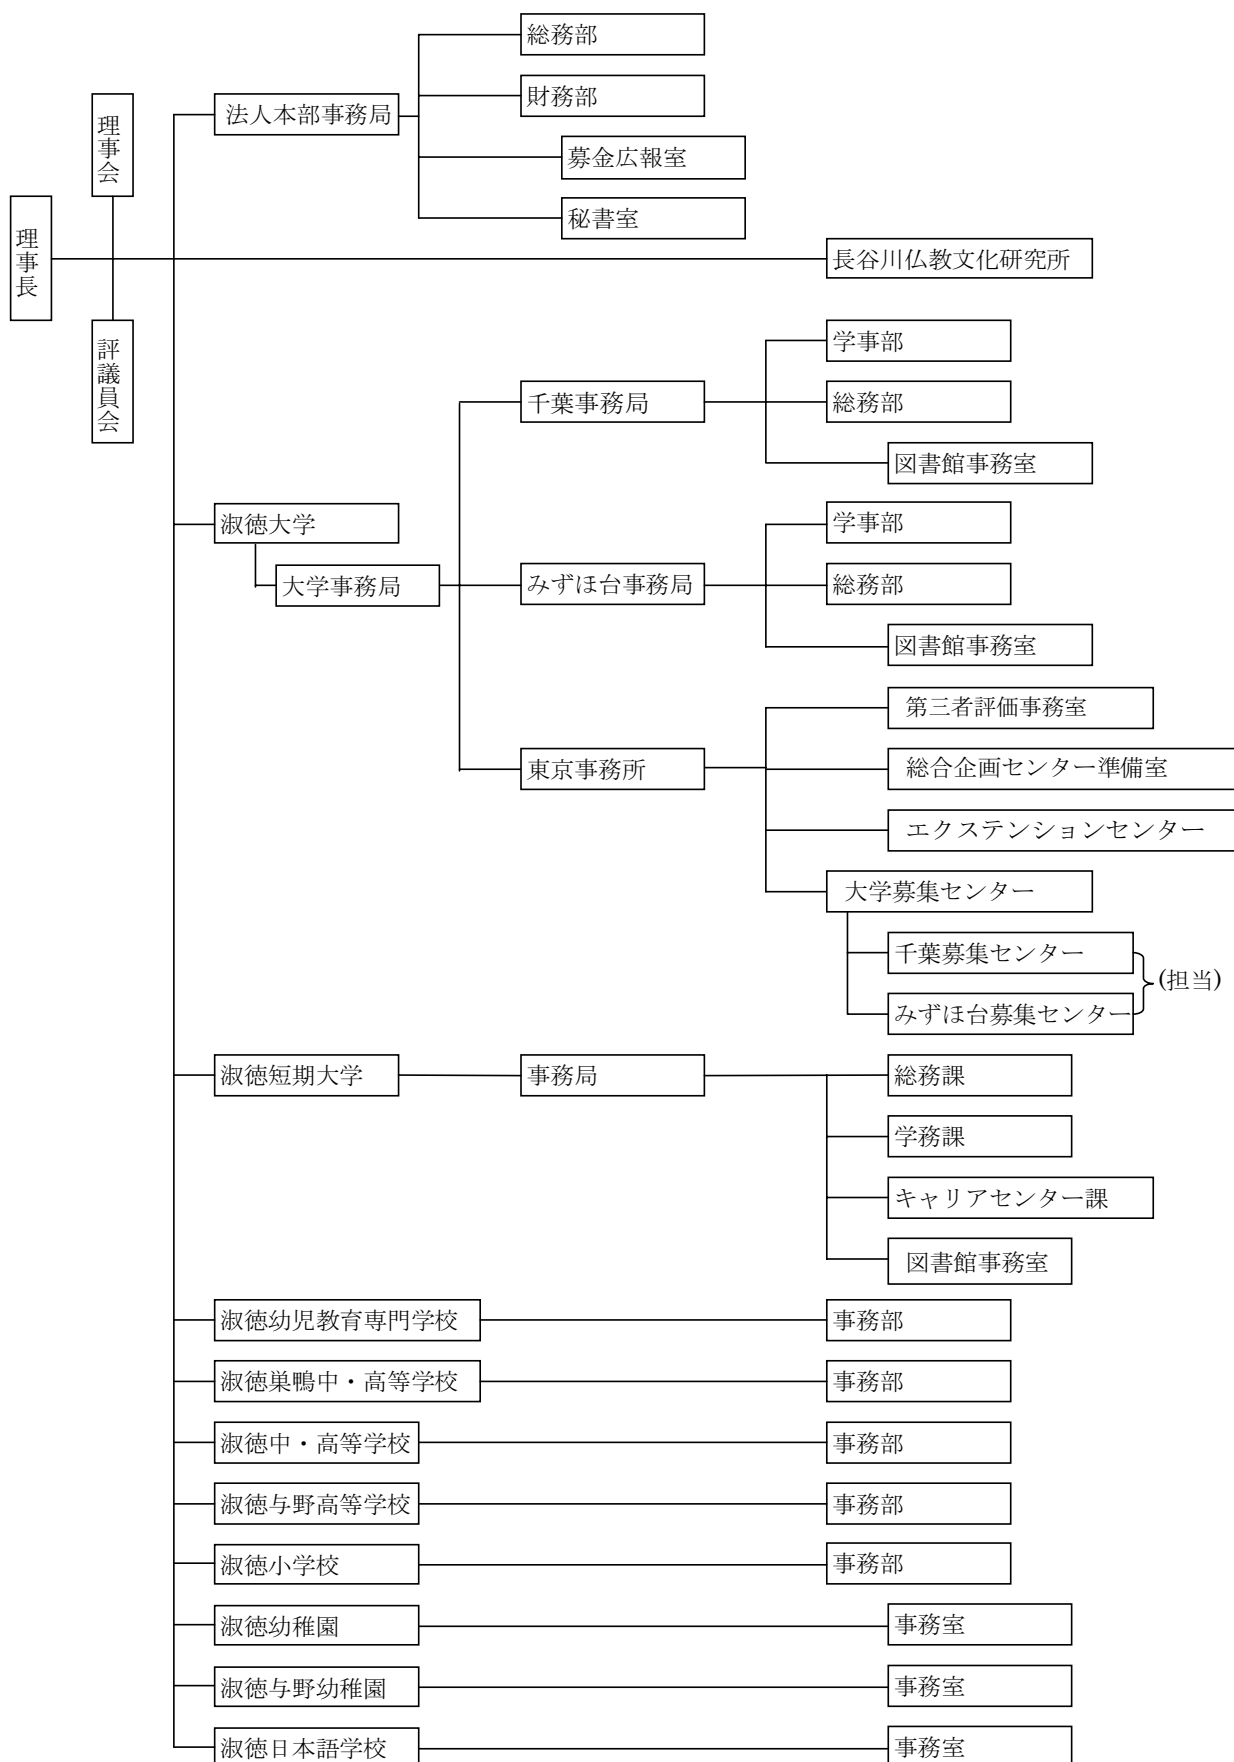 理事長
理事会
評議員会
法人本部事務局
総務部
財務部
募金広報室
秘書室
長谷川仏教文化研究所
淑徳大学
大学事務局
千葉事務局
学事部
総務部
図書館事務室
みずほ台事務局
学事部
総務部
図書館事務室
東京事務所
第三者評価事務室
総合企画センター準備室
エクステンションセンター
大学募集センター
千葉募集センター
みずほ台募集センター
(担当)
淑徳短期大学
事務局
総務課
学務課
キャリアセンター課
図書館事務室
淑徳幼児教育専門学校
事務部
淑徳巣鴨中・高等学校
事務部
淑徳中・高等学校
事務部
淑徳与野高等学校
事務部
淑徳小学校
事務部
淑徳幼稚園
事務室
淑徳与野幼稚園
事務室
淑徳日本語学校
事務室